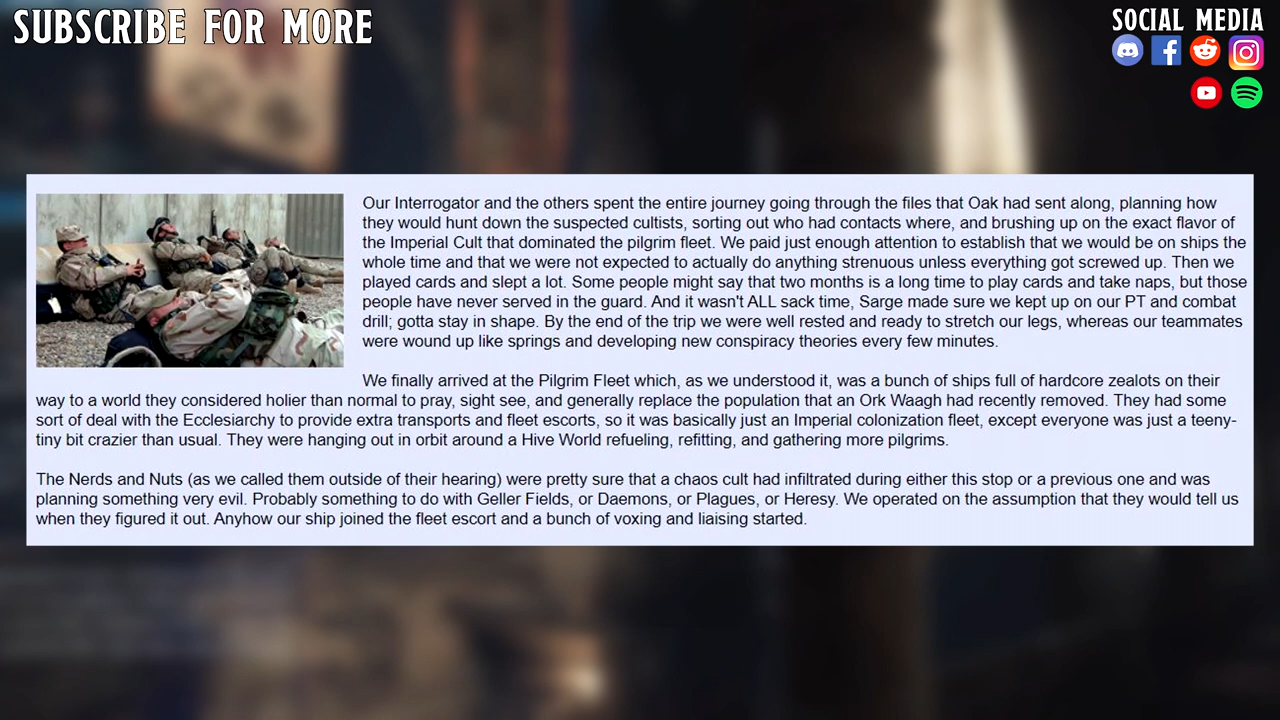 SUBSCRIBE FOR MORE
SOCIAL MEDIA
Our Interrogator and the others spent the entire journey going through the files that Oak had sent along, planning how
they would hunt down the suspected cultists, sorting out who had contacts where, and brushing up on the exact flavor of
the Imperial Cult that dominated the pilgrim fleet. We paid just enough attention to establish that we would be on ships the
whole time and that we were not expected to actually do anything strenuous unless everything got screwed up. Then we
played cards and slept a lot. Some people might say that two months is a long time to play cards and take naps, but those
people have never served in the guard. And it wasn't ALL sack time, Sarge made sure we kept up on our PT and combat
drill; gotta stay in shape. By the end of the trip we were well rested and ready to stretch our legs, whereas our teammates
were wound up like springs and developing new conspiracy theories every few minutes.
We finally arrived at the Pilgrim Fleet which, as we understood it, was a bunch of ships full of hardcore zealots on their
way to a world they considered holier than normal to pray, sight see, and generally replace the population that an Ork Waagh had recently removed. They had some
sort of deal with the Ecclesiarchy to provide extra transports and fleet escorts, so it was basically just an Imperial colonization fleet, except everyone was just a teeny-
tiny bit crazier than usual. They were hanging out in orbit around a Hive World refueling, refitting, and gathering more pilgrims.
The Nerds and Nuts (as we called them outside of their hearing) were pretty sure that a chaos cult had infiltrated during either this stop or a previous one and was
planning something very evil. Probably something to do with Geller Fields, or Daemons, or Plagues, or Heresy. We operated on the assumption that they would tell us
when they figured it out. Anyhow our ship joined the fleet escort and a bunch of voxing and liaising started.